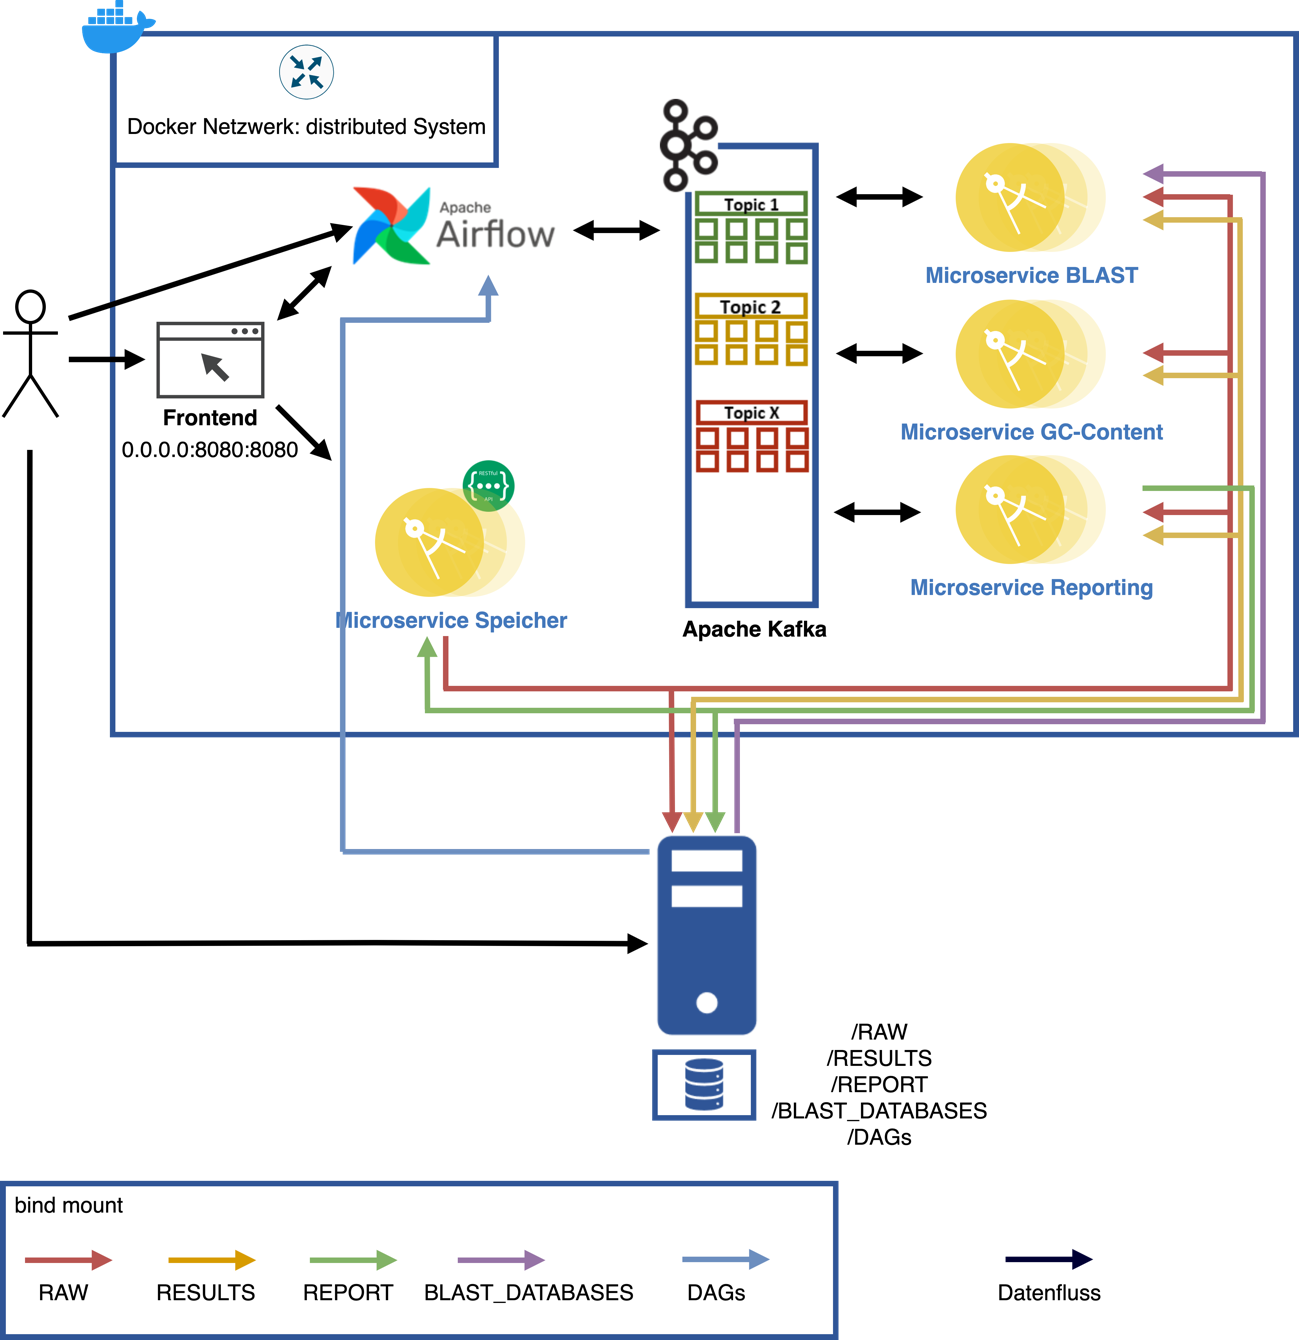 Docker Netzwerk: distributed System
Apache
Airflow
Topic 1
Topic 2
Topic X
Apache Kafka
Microservice BLAST
Microservice GC-Content
Microservice Reporting
Frontend
0.0.0.0:8080:8080
RESTful
{•••}
API
Microservice Speicher
/RAW
/RESULTS
/REPORT
/BLAST_DATABASES
/DAGs
bind mount
RAW
RESULTS
REPORT
BLAST_DATABASES
DAGs
Datenfluss